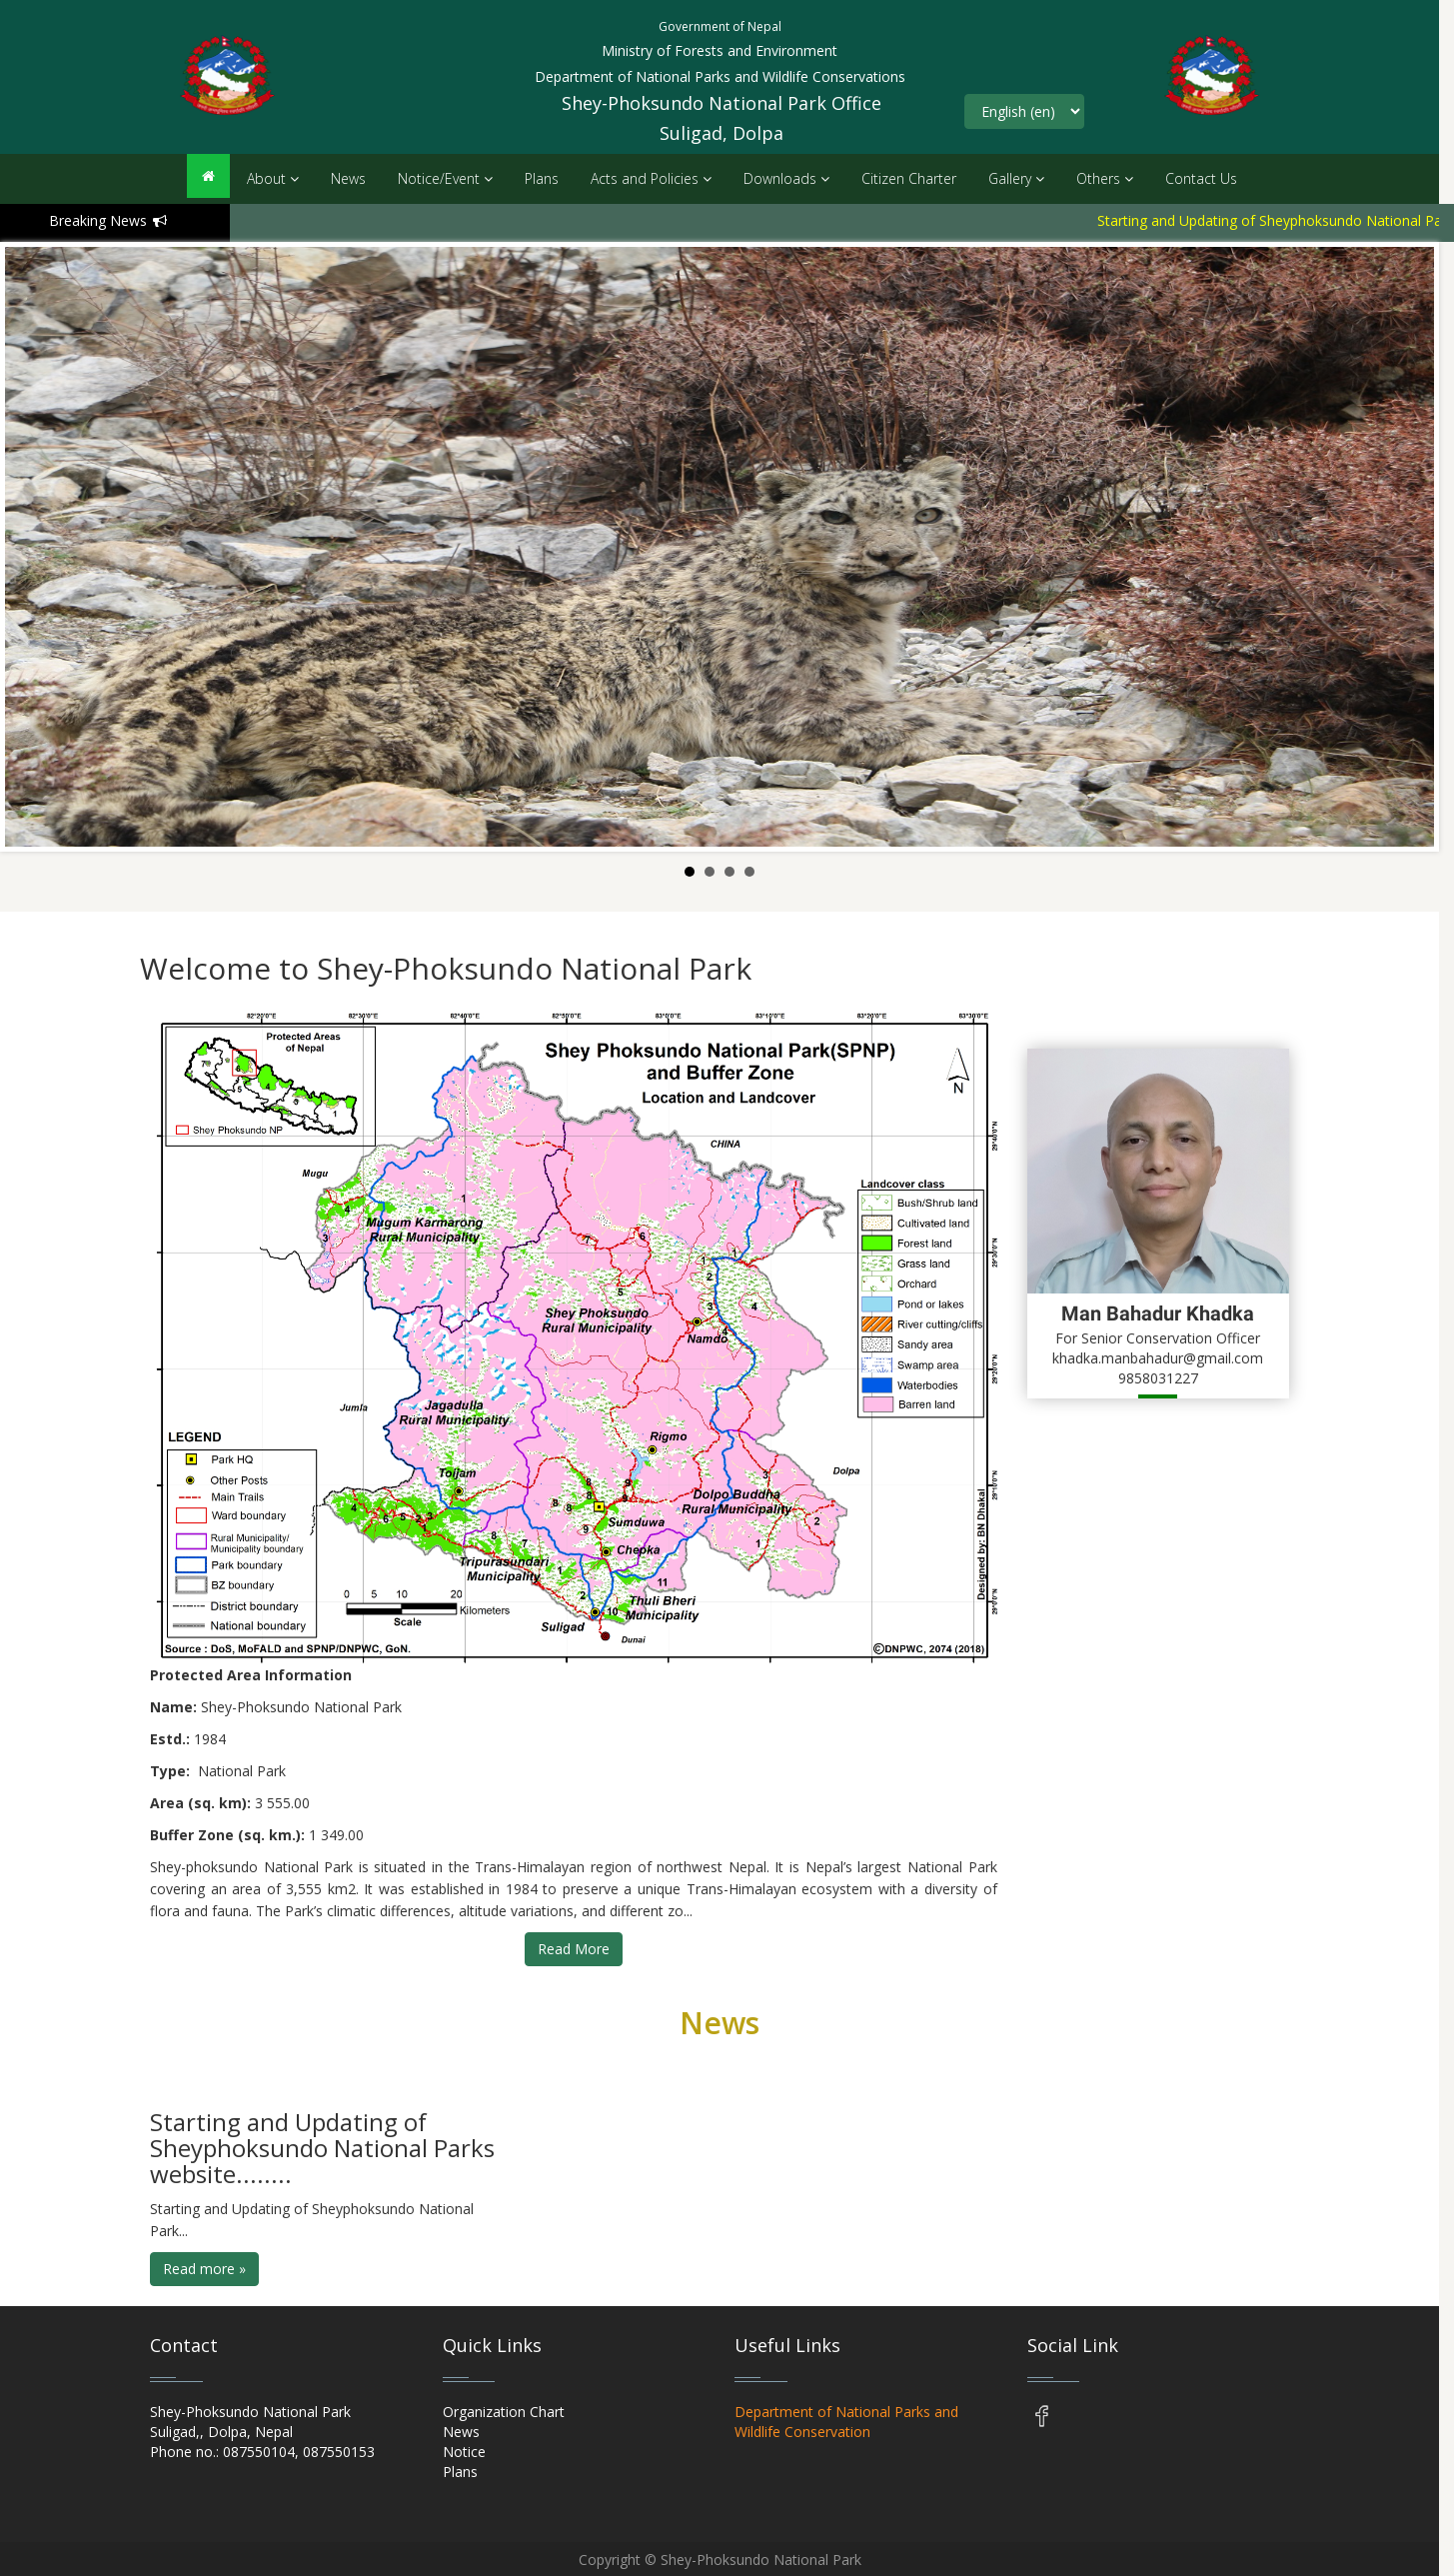 Government of Nepal
Ministry of Forests and Environment
Department of National Parks and Wildlife Conservations
Shey-Phoksundo National Park Office
Suligad, Dolpa
English (en)
About
News
Notice/Event
Plans
Acts and Policies
Downloads
Citizen Charter
Gallery
Others
Contact Us
Breaking News
Starting and Updating of Sheyphoksundo National Pa
Welcome to Shey-Phoksundo National Park
82°20'0"E 82°30'0"E 82°40'0"E 82°50'0"E 83°0'0"E 83°10'0"E 83°20'0"E 83°30'0"E
Protected Areas
of Nepal
Shey Phoksundo NP
Shey Phoksundo National Park(SPNP)
and Buffer Zone
Location and Landcover
N
CHINA
Mugu
Mugum Karmarong
Rural Municipality
Shey Phoksundo
Rural Municipality
Namdo
Jumla
Jagadulla
Rural Municipality
Rigmo
Toijam
Dolpa
Dolpo Buddha
Rural Municipality
Sumduwa
Chepka
Tripurasundari
Municipality
Thuli Bheri
Municipality
Suligad
Dunai
Landcover class
Bush/Shrub land
Cultivated land
Forest land
Grass land
Orchard
Pond or lakes
River cutting/cliffs
Sandy area
Swamp area
Waterbodies
Barren land
29°40'0"N
29°30'0"N
29°20'0"N
29°10'0"N
29°0'0"N
LEGEND
Park HQ
Other Posts
Main Trails
Ward boundary
Rural Municipality/
Municipality boundary
Park boundary
BZ boundary
District boundary
National boundary
0 5 10 20
Kilometers
Scale
Designed by: BN Dhakal
Source : DoS, MoFALD and SPNP/DNPWC, GoN.
©DNPWC, 2074 (2018)
Man Bahadur Khadka
For Senior Conservation Officer
khadka.manbahadur@gmail.com
9858031227
Protected Area Information
Name: Shey-Phoksundo National Park
Estd.: 1984
Type: National Park
Area (sq. km): 3 555.00
Buffer Zone (sq. km.): 1 349.00
Shey-phoksundo National Park is situated in the Trans-Himalayan region of northwest Nepal. It is Nepal’s largest National Park
covering an area of 3,555 km2. It was established in 1984 to preserve a unique Trans-Himalayan ecosystem with a diversity of
flora and fauna. The Park’s climatic differences, altitude variations, and different zo...
Read More
News
Starting and Updating of
Sheyphoksundo National Parks
website........
Starting and Updating of Sheyphoksundo National
Park...
Read more »
Contact
Shey-Phoksundo National Park
Suligad,, Dolpa, Nepal
Phone no.: 087550104, 087550153
Quick Links
Organization Chart
News
Notice
Plans
Useful Links
Department of National Parks and
Wildlife Conservation
Social Link
Copyright © Shey-Phoksundo National Park